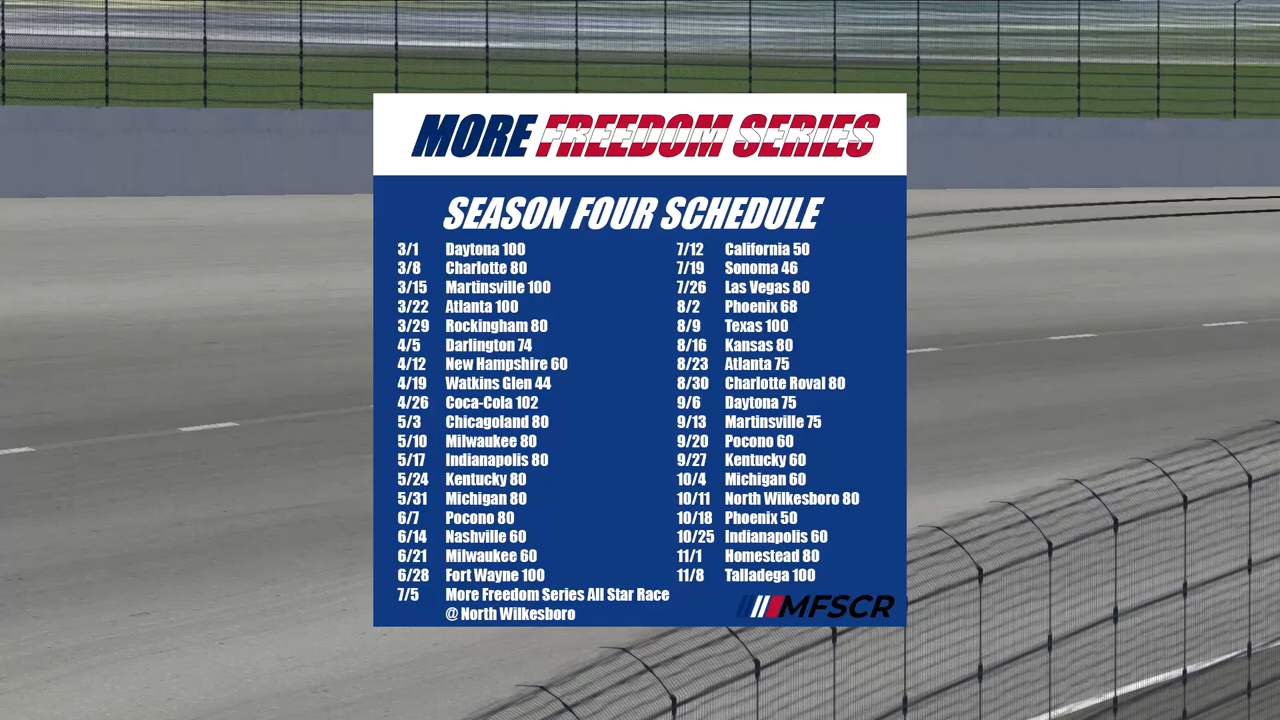 MORE FREEDOM SERIES
SEASON FOUR SCHEDULE
3/1 Daytona 100
3/8 Charlotte 80
3/15 Martinsville 100
3/22 Atlanta 100
3/29 Rockingham 80
4/5 Darlington 74
4/12 New Hampshire 60
4/19 Watkins Glen 44
4/26 Coca-Cola 102
5/3 Chicagoland 80
5/10 Milwaukee 80
5/17 Indianapolis 80
5/24 Kentucky 80
5/31 Michigan 80
6/7 Pocono 80
6/14 Nashville 60
6/21 Milwaukee 60
6/28 Fort Wayne 100
7/5 More Freedom Series All Star Race
@ North Wilkesboro
7/12 California 50
7/19 Sonoma 46
7/26 Las Vegas 80
8/2 Phoenix 68
8/9 Texas 100
8/16 Kansas 80
8/23 Atlanta 75
8/30 Charlotte Roval 80
9/6 Daytona 75
9/13 Martinsville 75
9/20 Pocono 60
9/27 Kentucky 60
10/4 Michigan 60
10/11 North Wilkesboro 80
10/18 Phoenix 50
10/25 Indianapolis 60
11/1 Homestead 80
11/8 Talladega 100
MFSCR